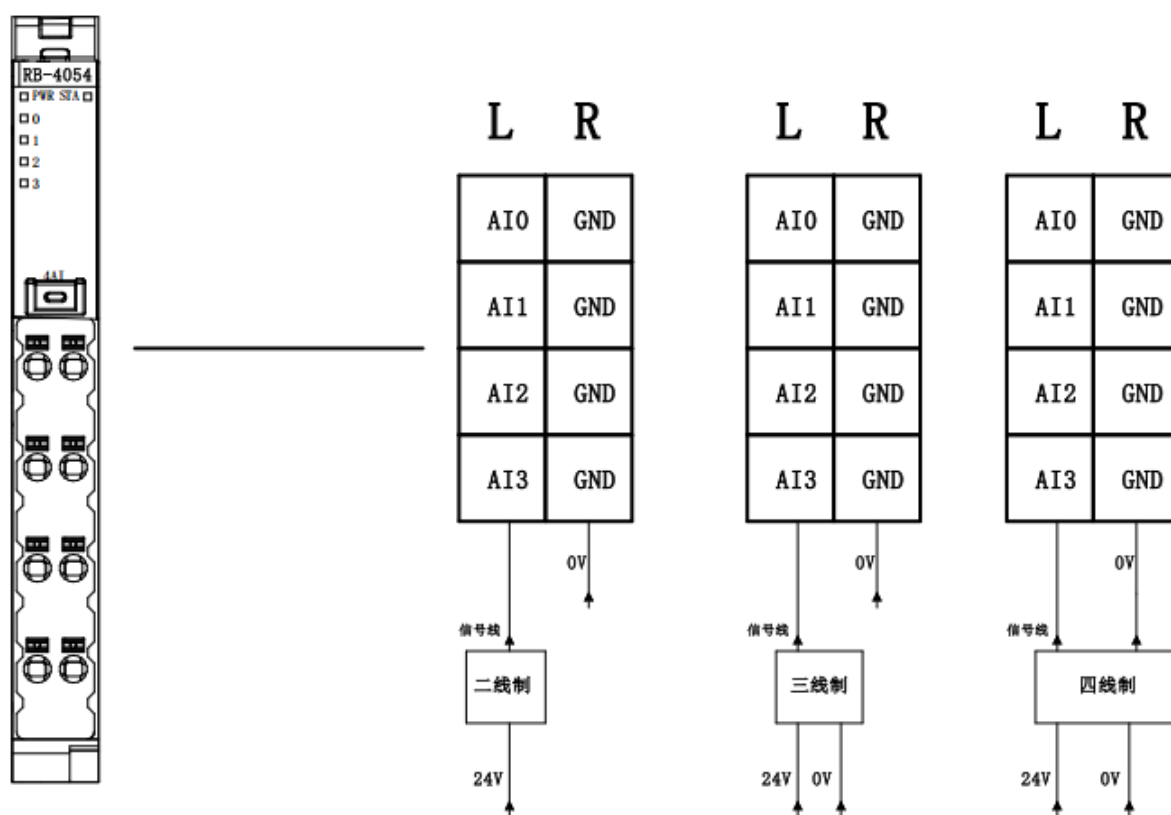 RB-4054
PWR STA
0
1
2
3
4AI
L R
AI0 GND
AI1 GND
AI2 GND
AI3 GND
0V
信号线
二线制
24V
L R
AI0 GND
AI1 GND
AI2 GND
AI3 GND
0V
信号线
三线制
24V 0V
L R
AI0 GND
AI1 GND
AI2 GND
AI3 GND
0V
信号线
四线制
24V 0V